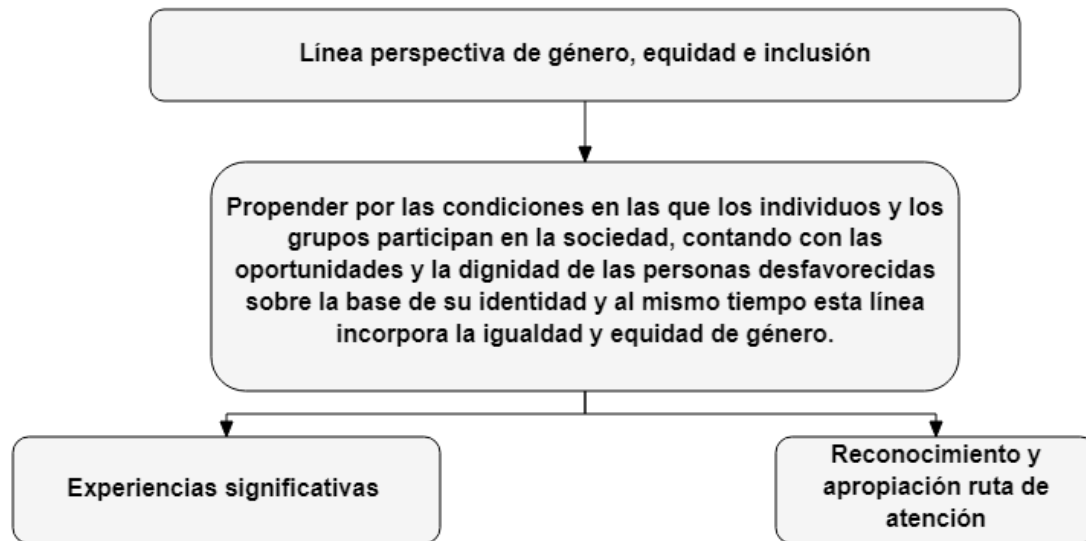 Línea perspectiva de género, equidad e inclusión
Propender por las condiciones en las que los individuos y los
grupos participan en la sociedad, contando con las
oportunidades y la dignidad de las personas desfavorecidas
sobre la base de su identidad y al mismo tiempo esta línea
incorpora la igualdad y equidad de género.
Experiencias significativas
Reconocimiento y
apropiación ruta de
atención